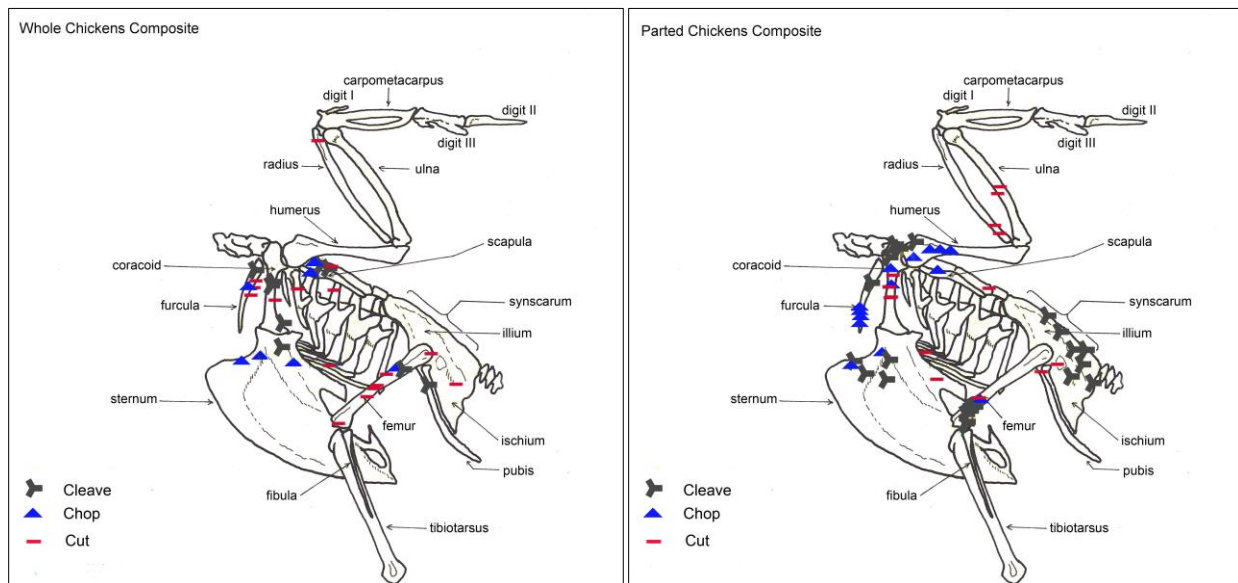 Whole Chickens Composite
carpometacarpus
digit I
digit II
digit III
radius
ulna
humerus
scapula
coracoid
furcula
synscarum
illium
sternum
femur
ischium
pubis
fibula
tibiotarsus
Cleave
Chop
Cut
Parted Chickens Composite
carpometacarpus
digit I
digit II
digit III
radius
ulna
humerus
scapula
coracoid
furcula
synscarum
illium
sternum
femur
ischium
pubis
fibula
tibiotarsus
Cleave
Chop
Cut